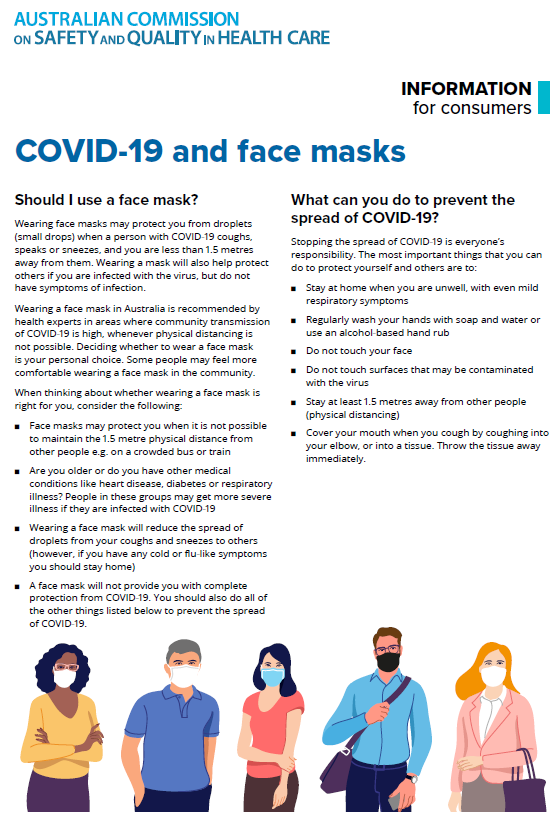 AUSTRALIAN COMMISSION
ON SAFETY AND QUALITY IN HEALTH CARE
INFORMATION
for consumers
COVID-19 and face masks
Should I use a face mask?
Wearing face masks may protect you from droplets
(small drops) when a person with COVID-19 coughs,
speaks or sneezes, and you are less than 1.5 metres
away from them. Wearing a mask will also help protect
others if you are infected with the virus, but do not
have symptoms of infection.
Wearing a face mask in Australia is recommended by
health experts in areas where community transmission
of COVID-19 is high, whenever physical distancing is
not possible. Deciding whether to wear a face mask
is your personal choice. Some people may feel more
comfortable wearing a face mask in the community.
When thinking about whether wearing a face mask is
right for you, consider the following:
■ Face masks may protect you when it is not possible
to maintain the 1.5 metre physical distance from
other people e.g. on a crowded bus or train
■ Are you older or do you have other medical
conditions like heart disease, diabetes or respiratory
illness? People in these groups may get more severe
illness if they are infected with COVID-19
■ Wearing a face mask will reduce the spread of
droplets from your coughs and sneezes to others
(however, if you have any cold or flu-like symptoms
you should stay home)
■ A face mask will not provide you with complete
protection from COVID-19. You should also do all of
the other things listed below to prevent the spread
of COVID-19.
What can you do to prevent the
spread of COVID-19?
Stopping the spread of COVID-19 is everyone's
responsibility. The most important things that you can
do to protect yourself and others are to:
■ Stay at home when you are unwell, with even mild
respiratory symptoms
■ Regularly wash your hands with soap and water or
use an alcohol-based hand rub
■ Do not touch your face
■ Do not touch surfaces that may be contaminated
with the virus
■ Stay at least 1.5 metres away from other people
(physical distancing)
■ Cover your mouth when you cough by coughing into
your elbow, or into a tissue. Throw the tissue away
immediately.